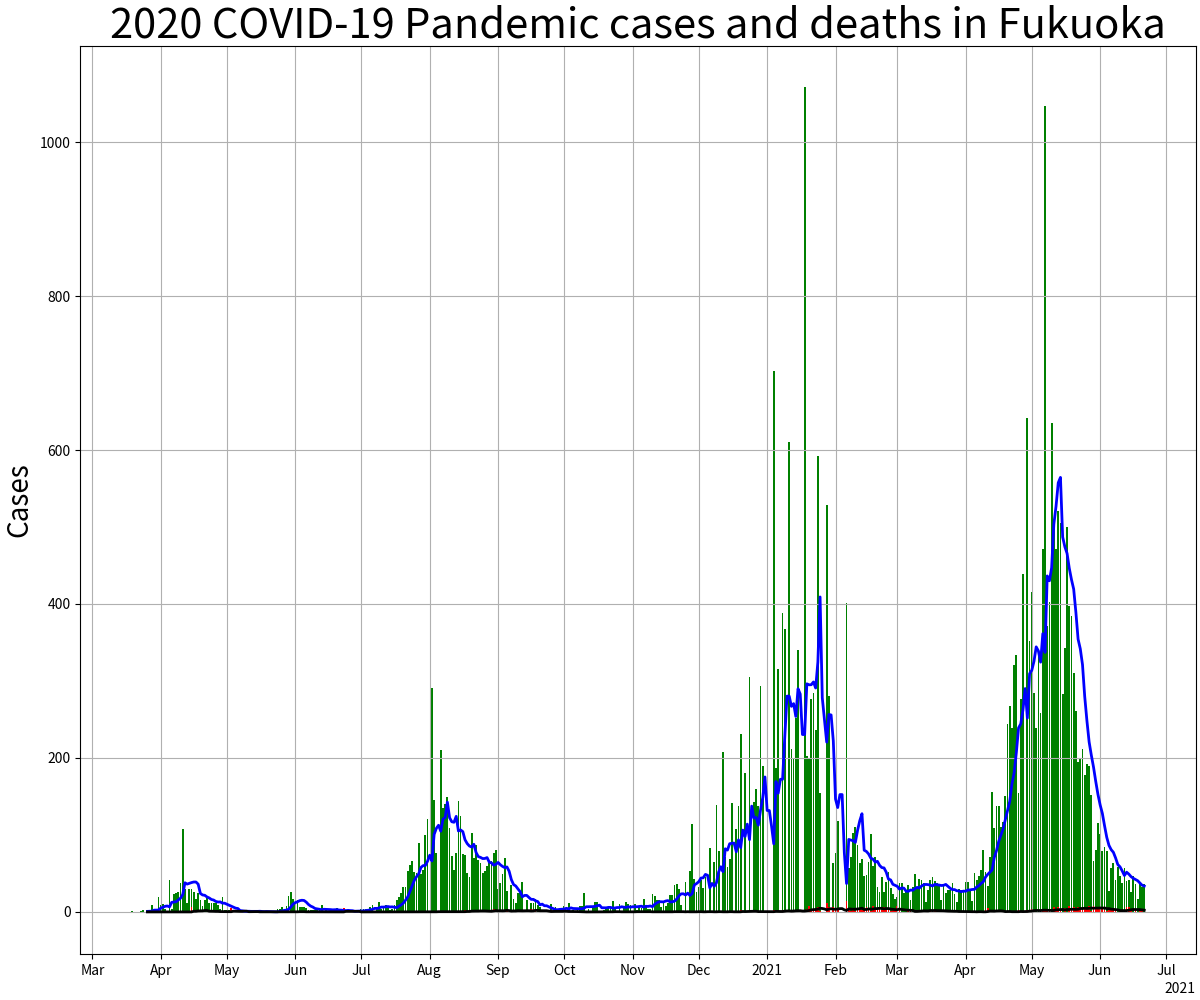 2020 COVID-19 Pandemic cases and deaths in Fukuoka
Cases
1000
800
600
400
200
0
Mar Apr May Jun Jul Aug Sep Oct Nov Dec 2021 Feb Mar Apr May Jun Jul
2021